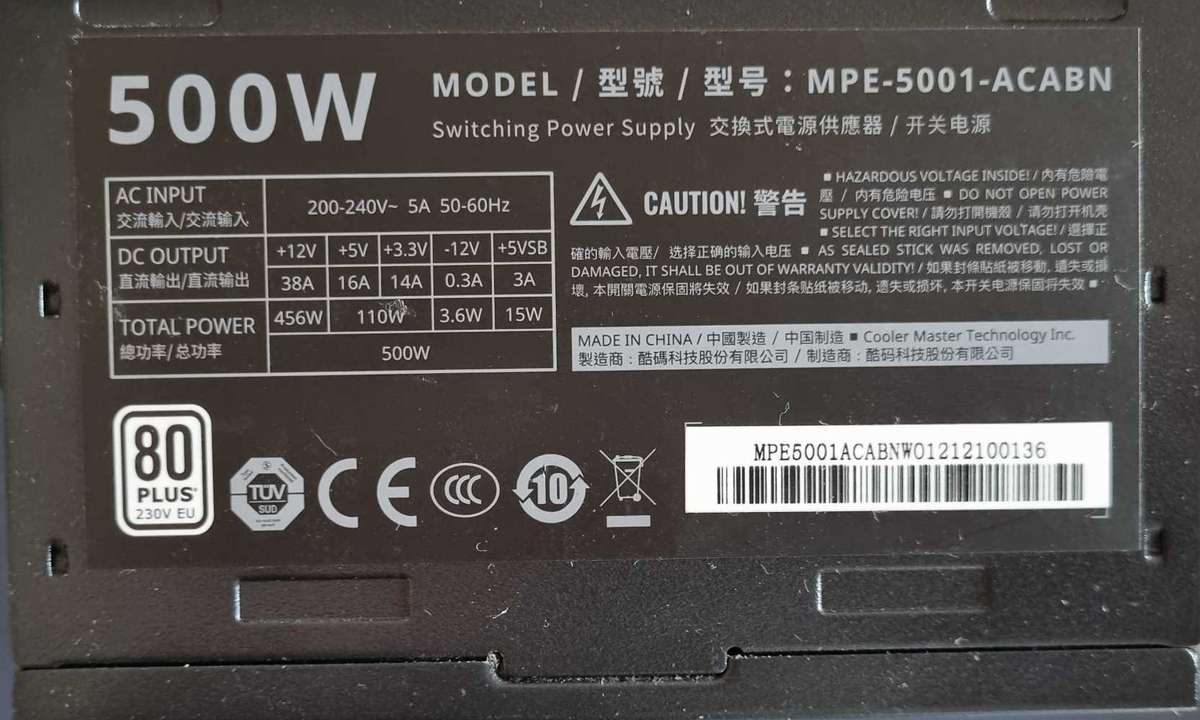 500W
MODEL / 型號 / 型号：MPE-5001-ACABN
Switching Power Supply 交換式電源供應器 / 开关电源
AC INPUT
交流輸入/交流输入
200-240V~ 5A 50-60Hz
DC OUTPUT
直流輸出/直流输出
+12V +5V +3.3V -12V +5VSB
38A 16A 14A 0.3A 3A
TOTAL POWER
總功率/总功率
456W 110W 3.6W 15W
500W
CAUTION! 警告
■ HAZARDOUS VOLTAGE INSIDE! / 內有危險電
壓 / 内有危险电压 ■ DO NOT OPEN POWER
SUPPLY COVER! / 請勿打開機殼 / 请勿打开机壳
■ SELECT THE RIGHT INPUT VOLTAGE! / 選擇正
確的輸入電壓/ 选择正确的输入电压 ■ AS SEALED STICK WAS REMOVED, LOST OR
DAMAGED, IT SHALL BE OUT OF WARRANTY VALIDITY! / 如果封條貼紙被移動, 遺失或損
壞, 本開關電源保固將失效 / 如果封条贴纸被移动, 遗失或损坏, 本开关电源保固将失效 ■
MADE IN CHINA / 中國製造 / 中国制造 ■ Cooler Master Technology Inc.
製造商：酷碼科技股份有限公司 / 制造商：酷码科技股份有限公司
80
PLUS
230V EU
TÜV
SÜD
CE
CCC
10
MPE5001ACABNW01212100136